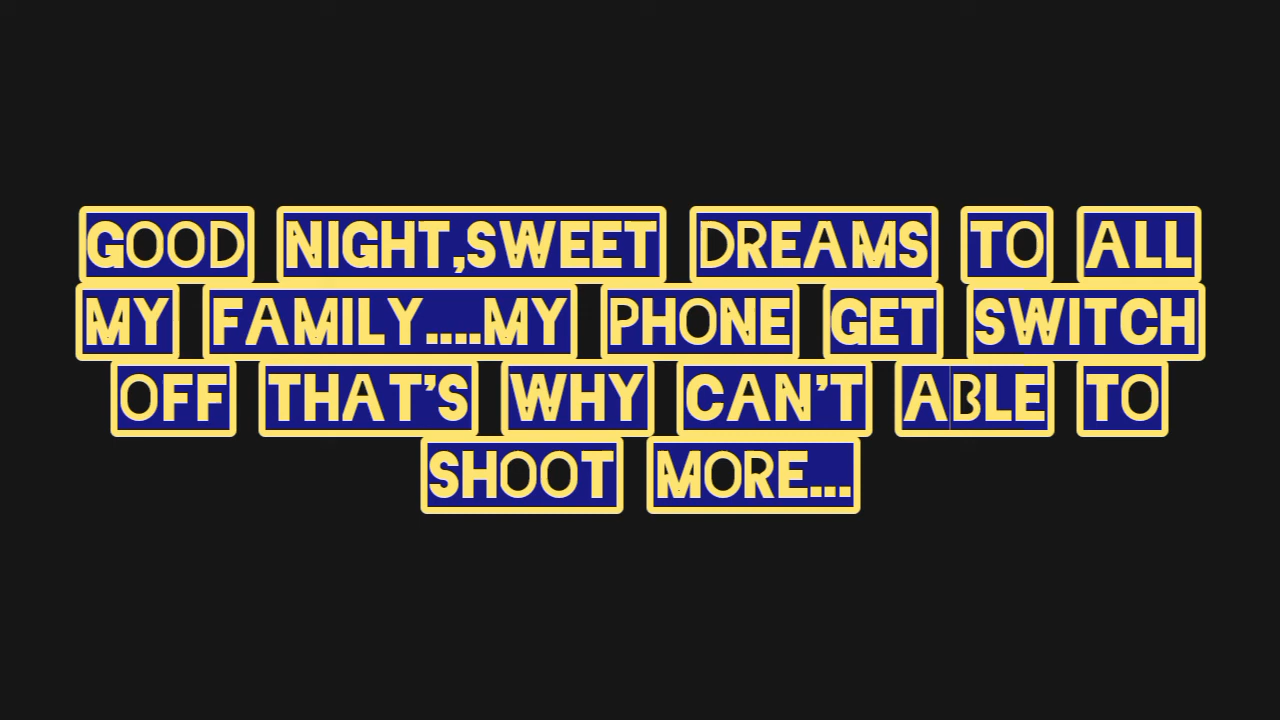 GOOD NIGHT,SWEET DREAMS TO ALL
MY FAMILY....MY PHONE GET SWITCH
OFF THAT’S WHY CAN’T ABLE TO
SHOOT MORE...